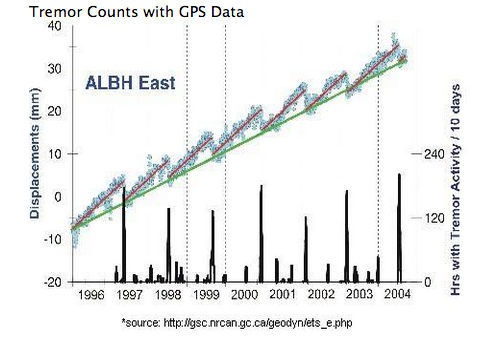 Tremor Counts with GPS Data
40
30
20
10
0
-10
-20
Displacements (mm)
ALBH East
240
120
0
Hrs with Tremor Activity / 10 days
1996 1997 1998 1999 2000 2001 2002 2003 2004
*source: http://gsc.nrcan.gc.ca/geodyn/ets_e.php